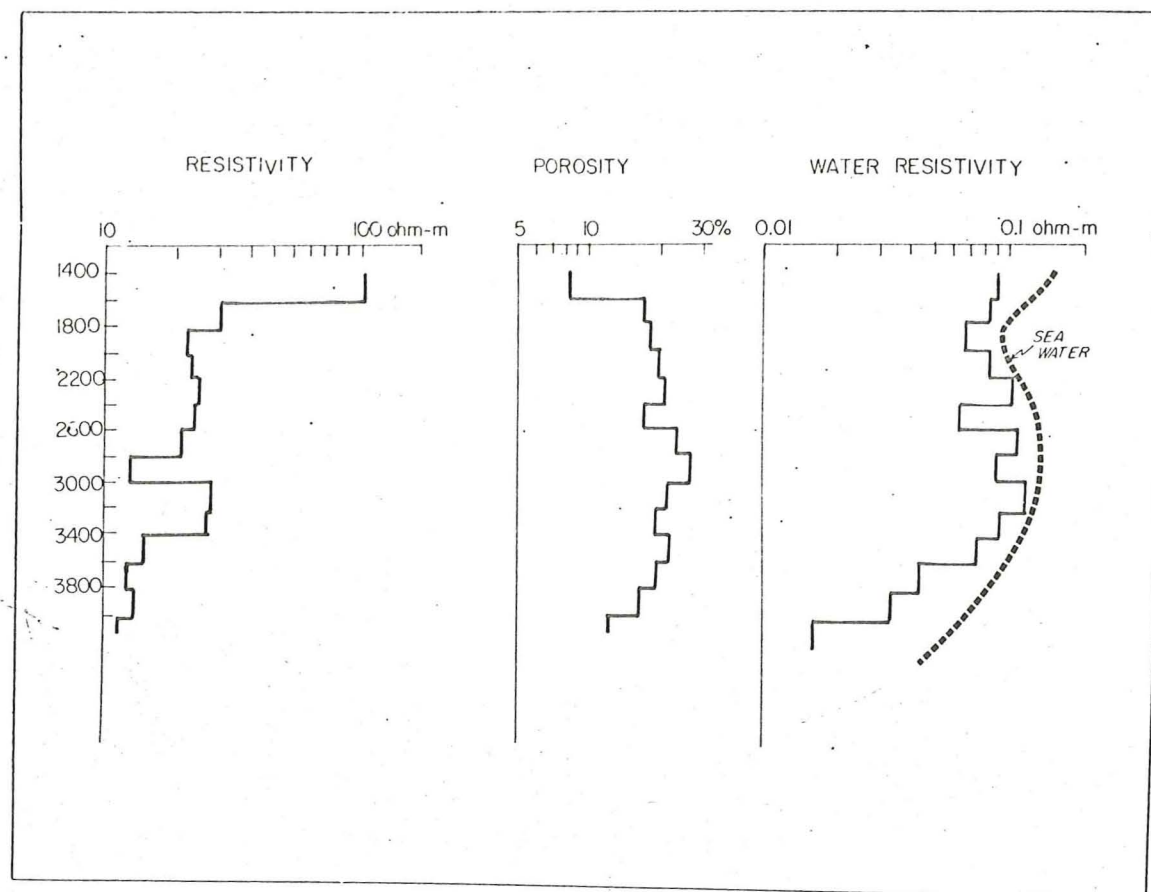 RESISTIVITY
POROSITY
WATER RESISTIVITY
10
100 ohm-m
5
10
30%
0.01
0.1 ohm-m
1400
1800
2200
2600
3000
3400
3800
SEA
WATER